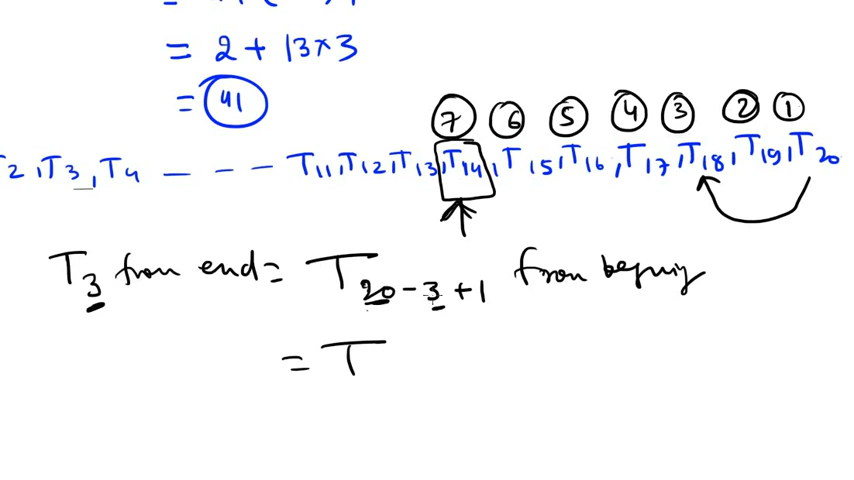 = 2 + 13 × 3
= 41
7 6 5 4 3 2 1
T2, T3, T4 — — — T11, T12, T13, T14, T15, T16, T17, T18, T19, T20
T3 from end = T20-3+1 from
= T